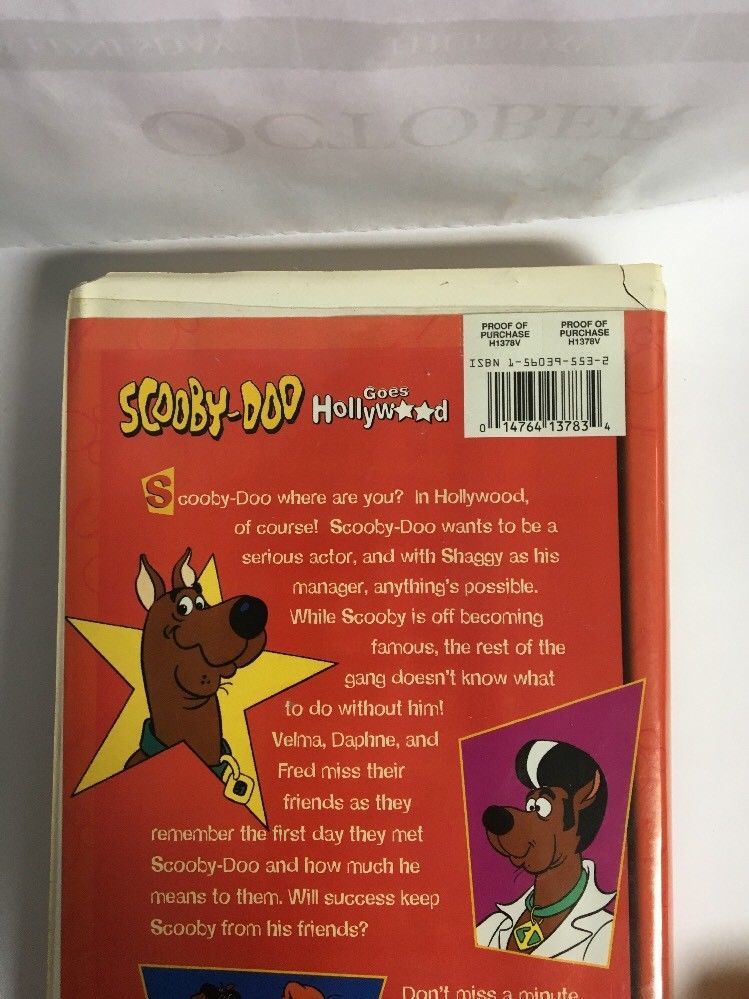 OCTOBER
PROOF OF PURCHASE H1378V
PROOF OF PURCHASE H1378V
ISBN 1-56039-553-2
0 14764 13783 4
SCOOBY-DOO Goes Hollywood
Scooby-Doo where are you? In Hollywood,
of course! Scooby-Doo wants to be a
serious actor, and with Shaggy as his
manager, anything's possible.
While Scooby is off becoming
famous, the rest of the
gang doesn't know what
to do without him!
Velma, Daphne, and
Fred miss their
friends as they
remember the first day they met
Scooby-Doo and how much he
means to them. Will success keep
Scooby from his friends?
Don't miss a minute